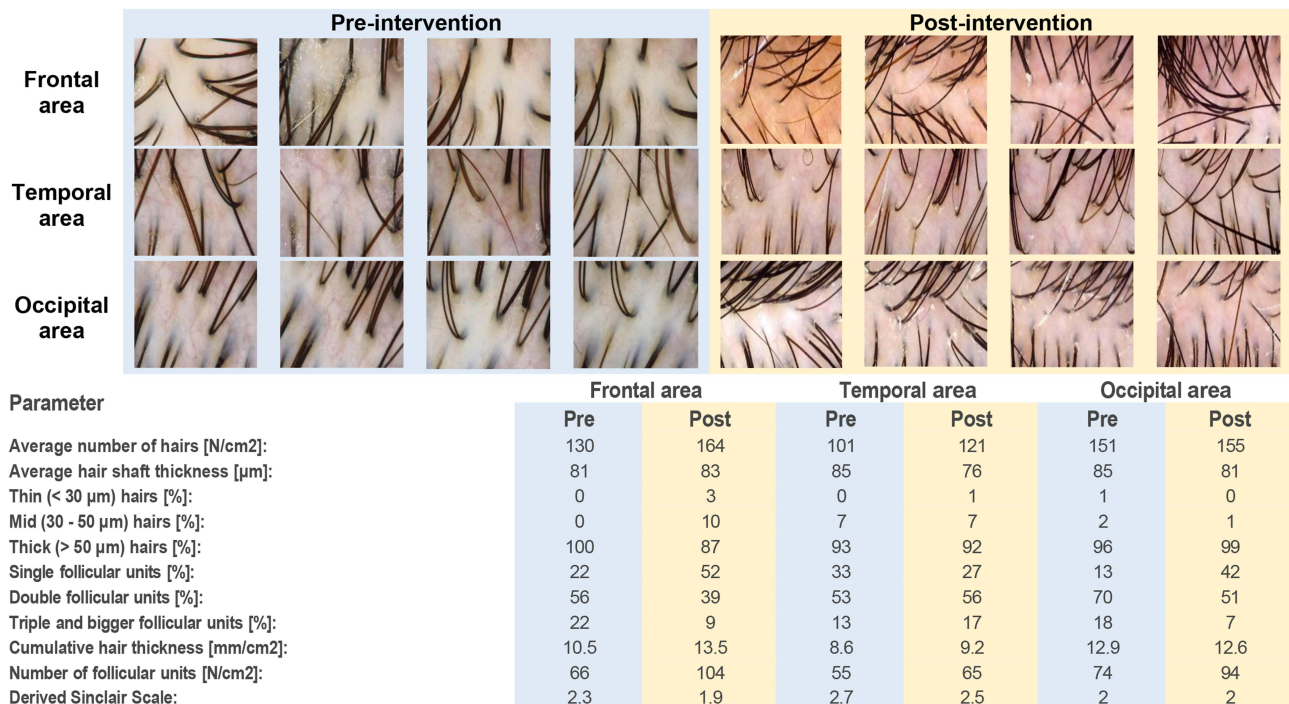 Pre-intervention Post-intervention
Frontal
area
Temporal
area
Occipital
area
Parameter Frontal area Temporal area Occipital area
Pre Post Pre Post Pre Post
Average number of hairs [N/cm2]: 130 164 101 121 151 155
Average hair shaft thickness [µm]: 81 83 85 76 85 81
Thin (< 30 µm) hairs [%]: 0 3 0 1 1 0
Mid (30 - 50 µm) hairs [%]: 0 10 7 7 2 1
Thick (> 50 µm) hairs [%]: 100 87 93 92 96 99
Single follicular units [%]: 22 52 33 27 13 42
Double follicular units [%]: 56 39 53 56 70 51
Triple and bigger follicular units [%]: 22 9 13 17 18 7
Cumulative hair thickness [mm/cm2]: 10.5 13.5 8.6 9.2 12.9 12.6
Number of follicular units [N/cm2]: 66 104 55 65 74 94
Derived Sinclair Scale: 2.3 1.9 2.7 2.5 2 2